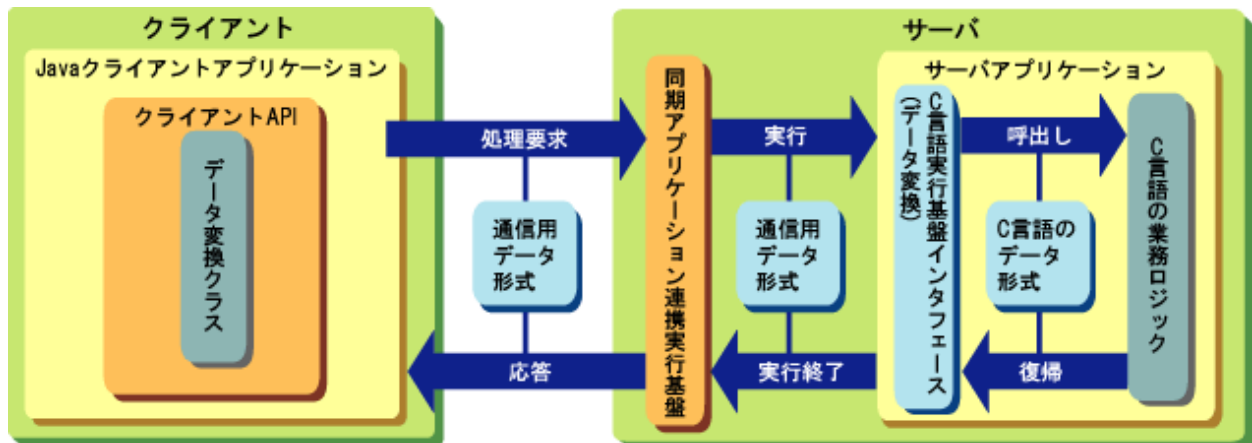 クライアント
Javaクライアントアプリケーション
クライアントAPI
データ変換クラス
処理要求
通信用
データ
形式
応答
サーバ
同期アプリケーション連携実行基盤
実行
通信用
データ
形式
実行終了
サーバアプリケーション
C言語実行基盤インタフェース
(データ変換)
呼出し
C言語の
データ
形式
復帰
C言語の業務ロジック